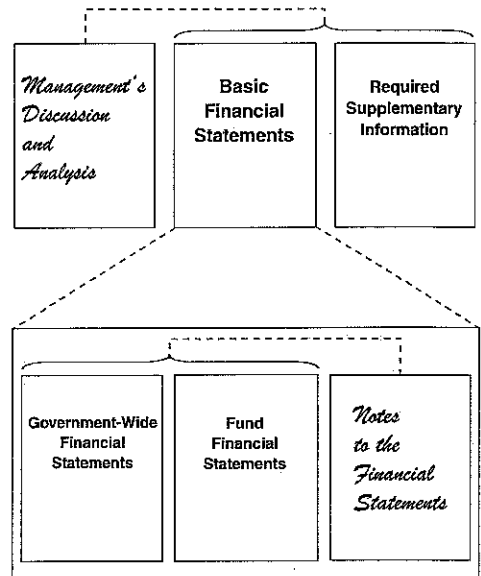 Management's
Discussion
and
Analysis
Basic
Financial
Statements
Required
Supplementary
Information
Government-Wide
Financial
Statements
Fund
Financial
Statements
Notes
to the
Financial
Statements